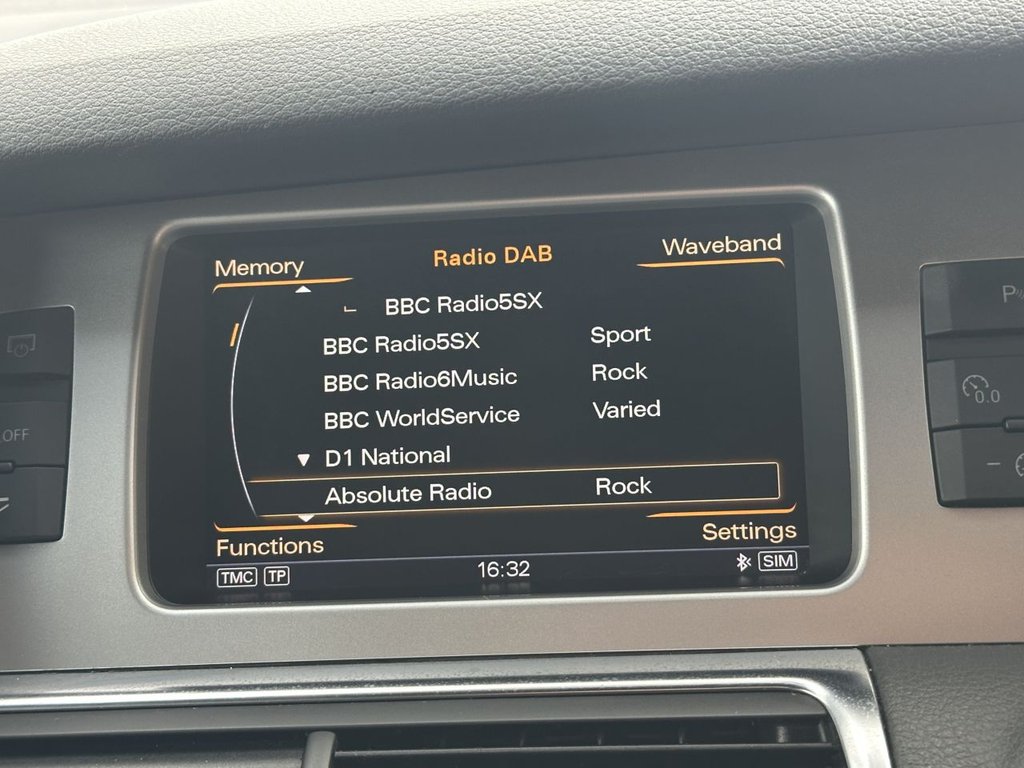 Memory Radio DAB Waveband
BBC Radio5SX
BBC Radio5SX Sport
BBC Radio6Music Rock
BBC WorldService Varied
D1 National
Absolute Radio Rock
Functions Settings
TMC TP 16:32 SIM
OFF
P
0.0